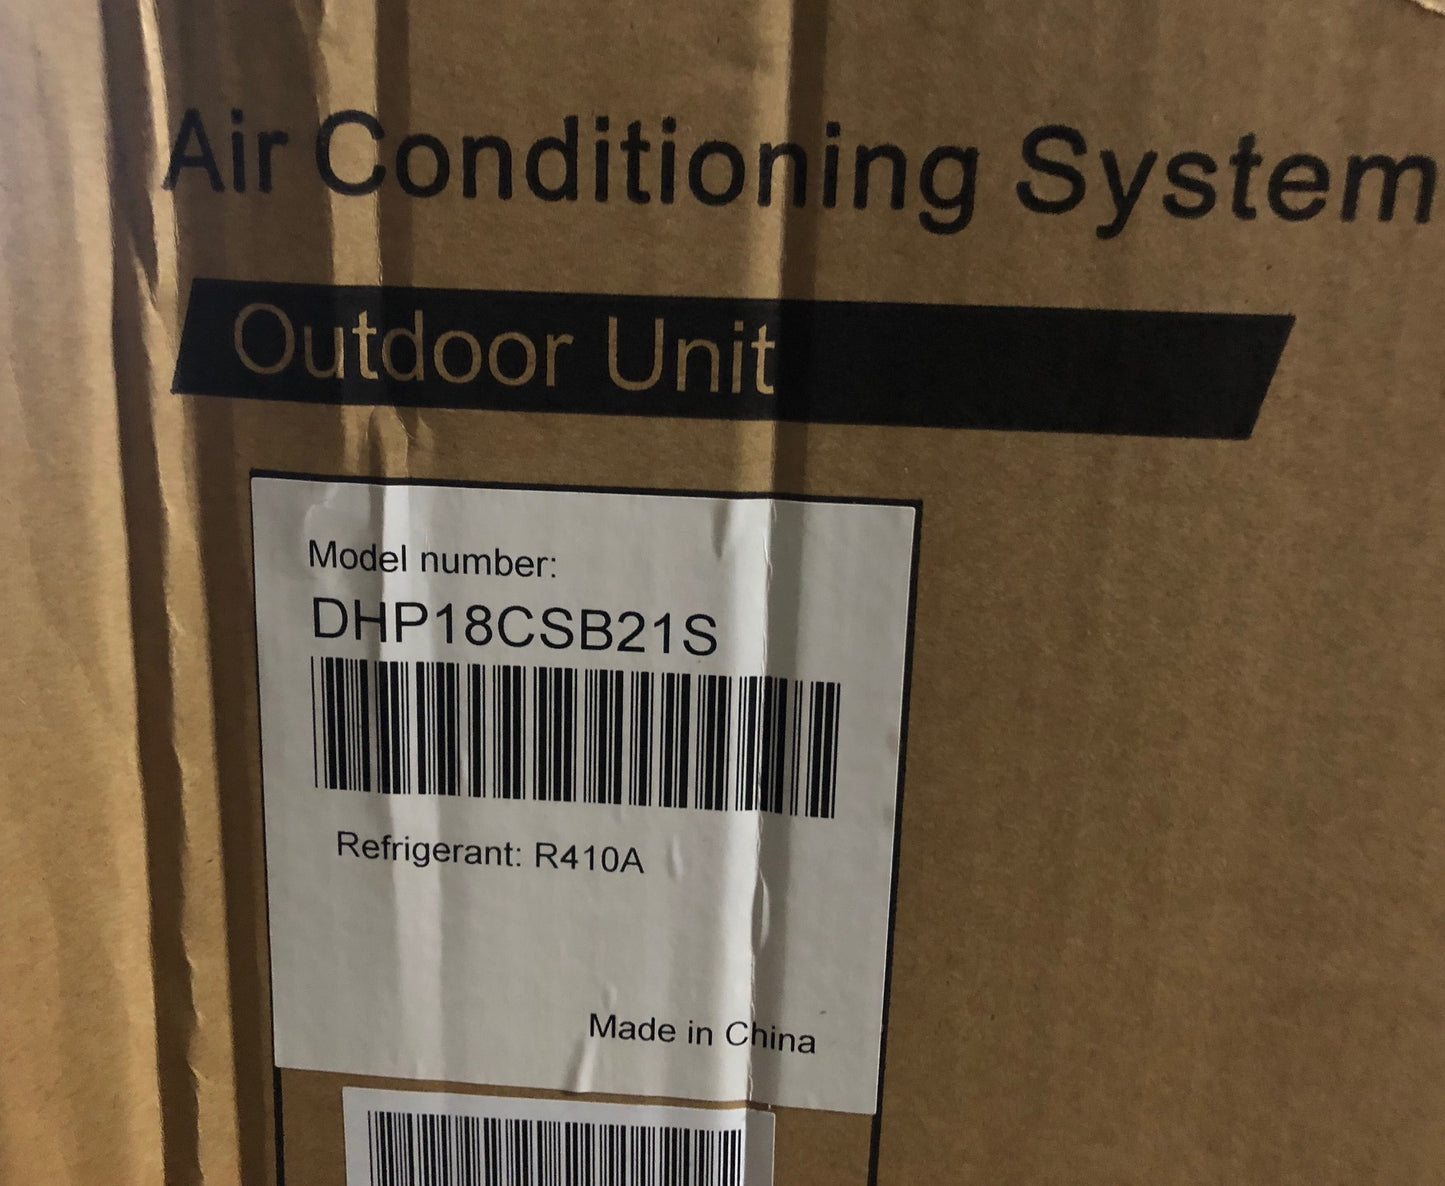 Air Conditioning System
Outdoor Unit
Model number:
DHP18CSB21S
Refrigerant: R410A
Made in China